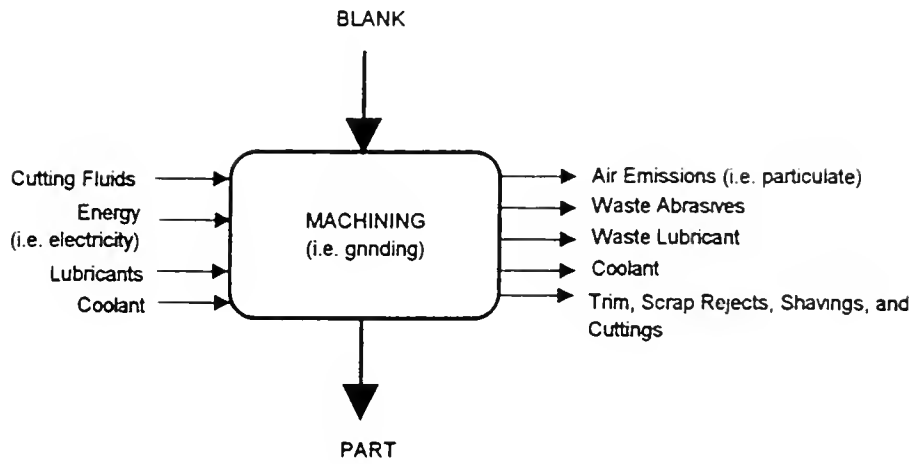 BLANK
Cutting Fluids
Energy
(i.e. electricity)
Lubricants
Coolant
MACHINING
(i.e. gnnding)
Air Emissions (i.e. particulate)
Waste Abrasives
Waste Lubricant
Coolant
Trim, Scrap Rejects, Shavings, and
Cuttings
PART